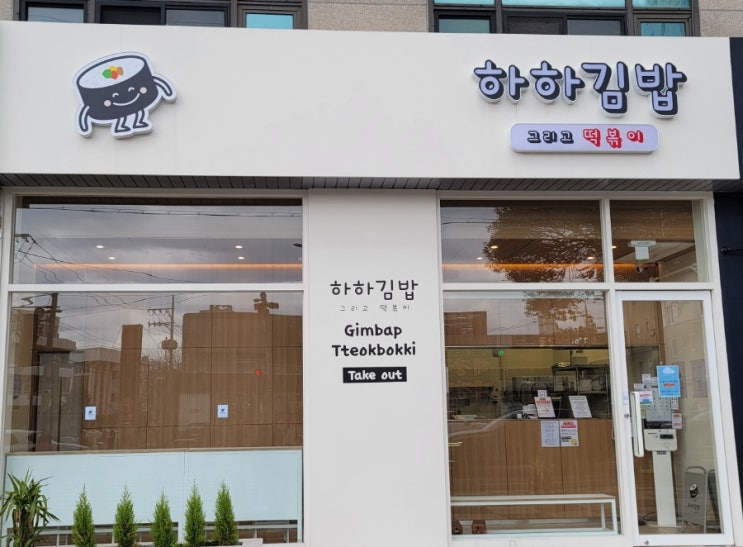 하하김밥
그리고 떡볶이
하하김밥
그리고 떡볶이
Gimbap
Tteokbokki
Take out